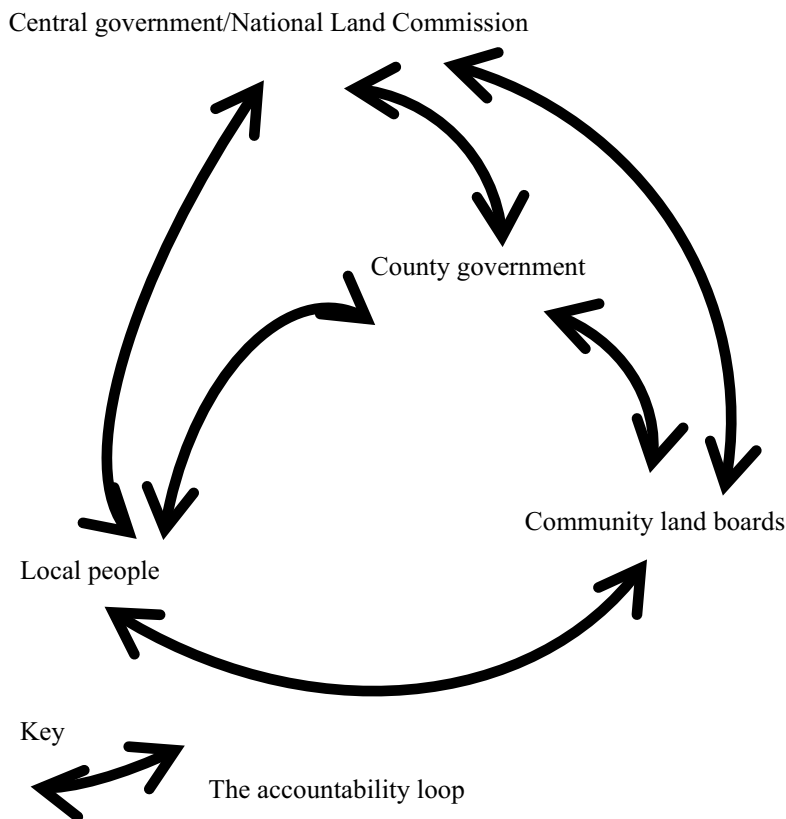 Central government/National Land Commission
County government
Community land boards
Local people
Key
The accountability loop